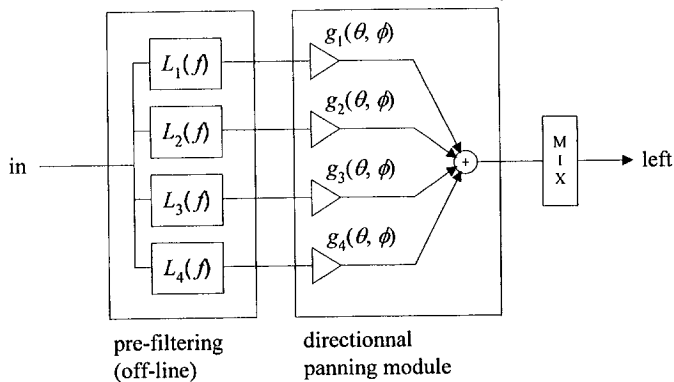 g₁(θ, ϕ)
L₁(f)
g₂(θ, ϕ)
L₂(f)
in
+
M
I
X
left
g₃(θ, ϕ)
L₃(f)
g₄(θ, ϕ)
L₄(f)
pre-filtering
(off-line)
directionnal
panning module